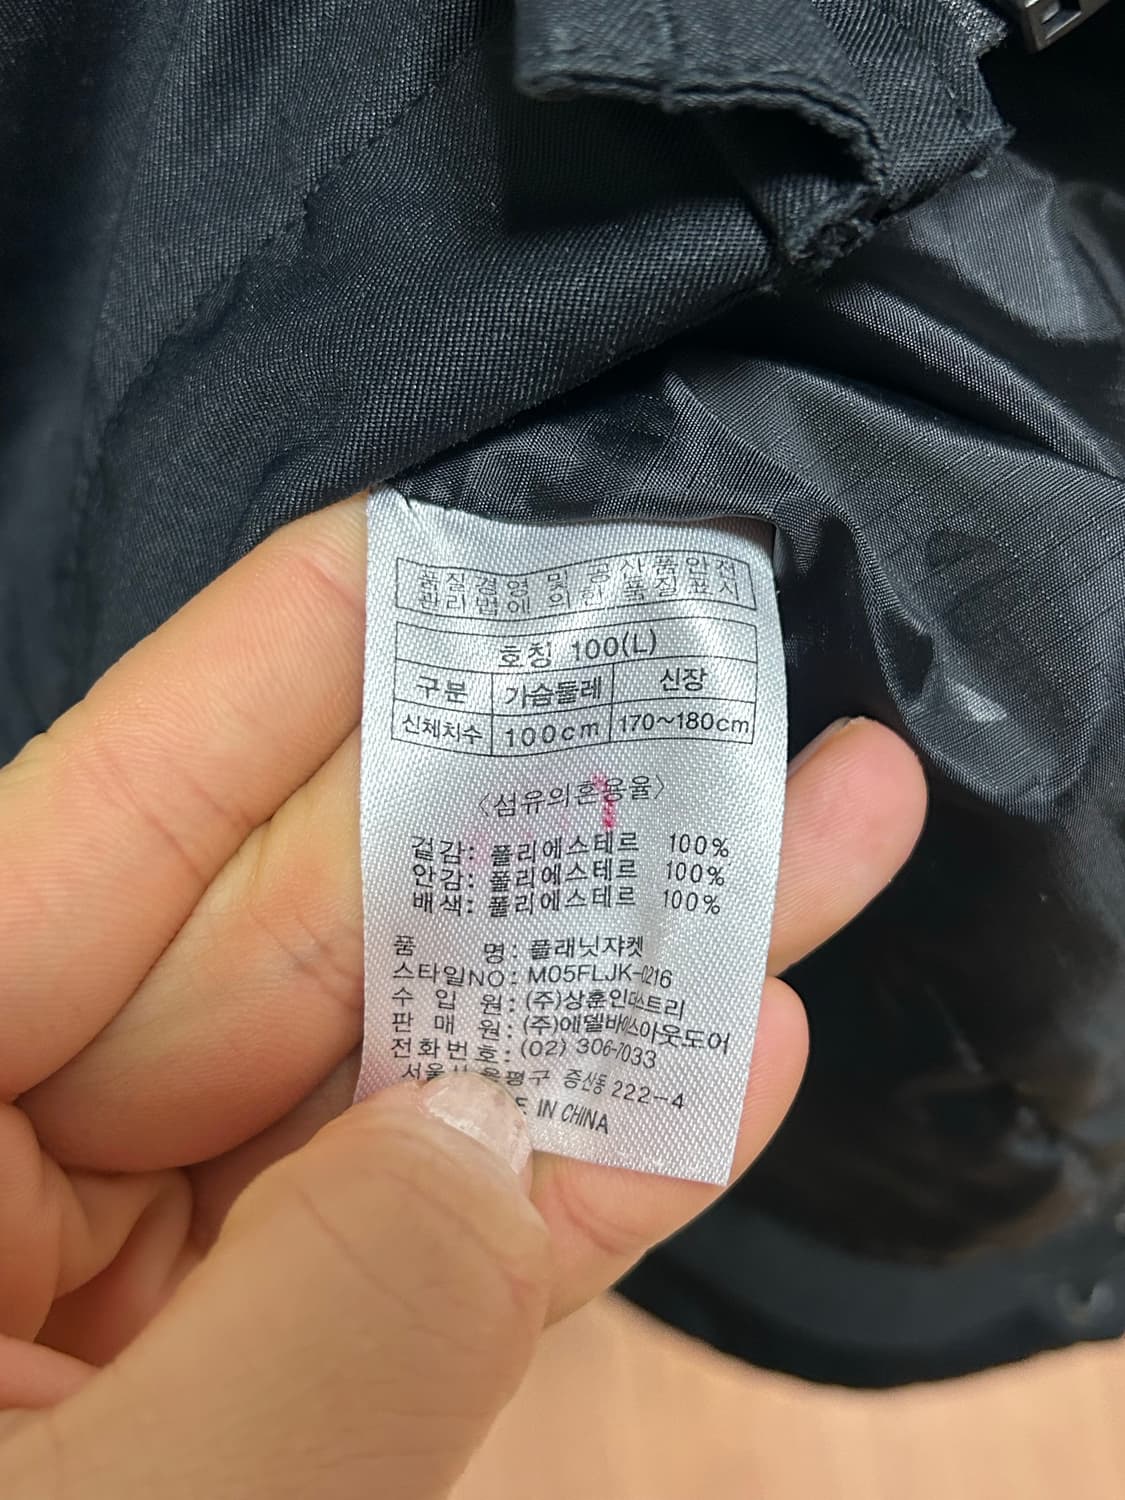 품질경영 및 공산품안전
관리법에 의한 품질표시
호칭 100(L)
구분 가슴둘레 신장
신체치수 100cm 170~180cm
<섬유의혼용율>
겉감: 폴리에스테르 100%
안감: 폴리에스테르 100%
배색: 폴리에스테르 100%
품 명: 플래닛쟈켓
스타일NO: M05FLJK-0216
수 입 원: (주)상훈인더스트리
판 매 원: (주)에델바이스아웃도어
전화번호: (02) 306-7033
은평구 증산동 222-4
IN CHINA